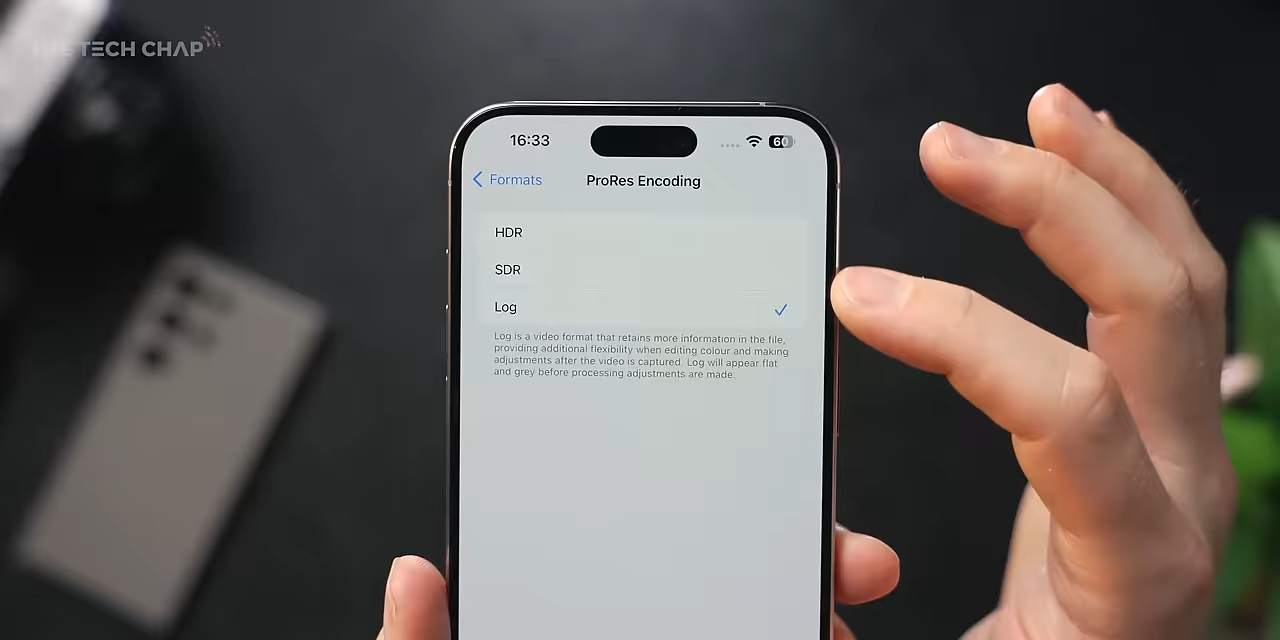 THE TECH CHAP
16:33
60
Formats
ProRes Encoding
HDR
SDR
Log
Log is a video format that retains more information in the file,
providing additional flexibility when editing colour and making
adjustments after the video is captured. Log will appear flat
and grey before processing adjustments are made.